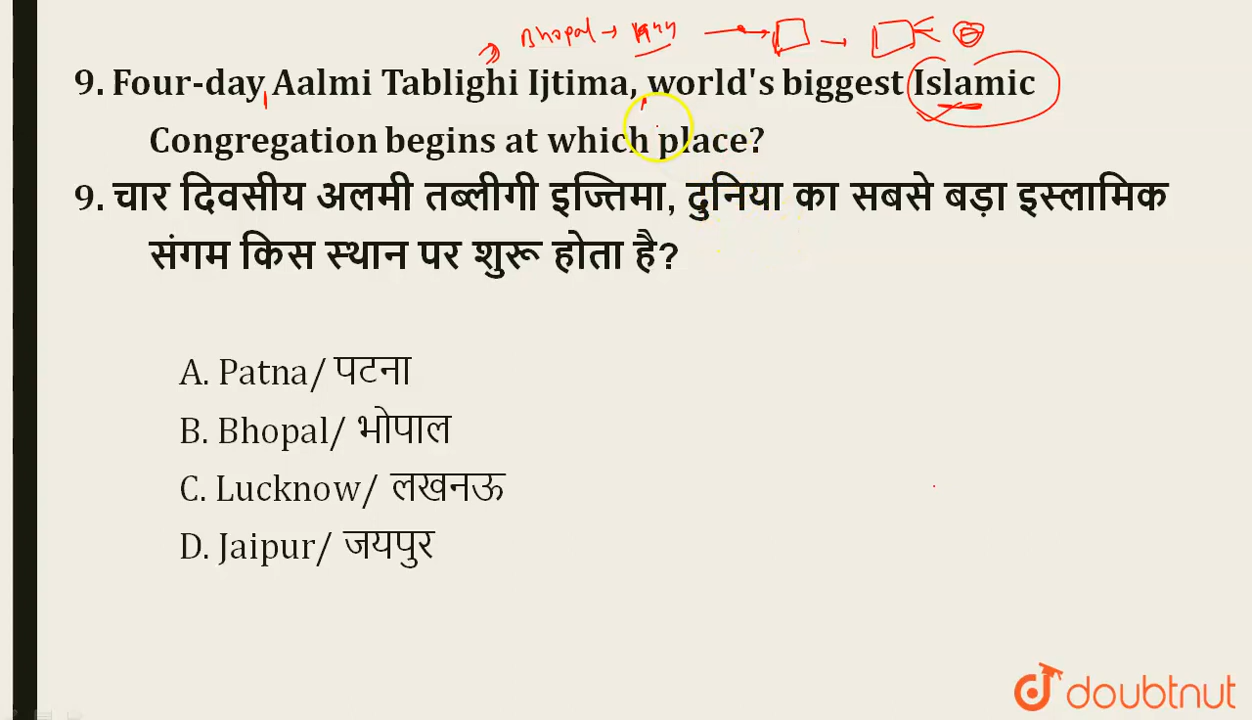 Bhopal →
9. Four-day Aalmi Tablighi Ijtima, world's biggest Islamic
Congregation begins at which place?
9. चार दिवसीय अलमी तब्लीगी इज्तिमा, दुनिया का सबसे बड़ा इस्लामिक
संगम किस स्थान पर शुरू होता है?
A. Patna/ पटना
B. Bhopal/ भोपाल
C. Lucknow/ लखनऊ
D. Jaipur/ जयपुर
doubtnut